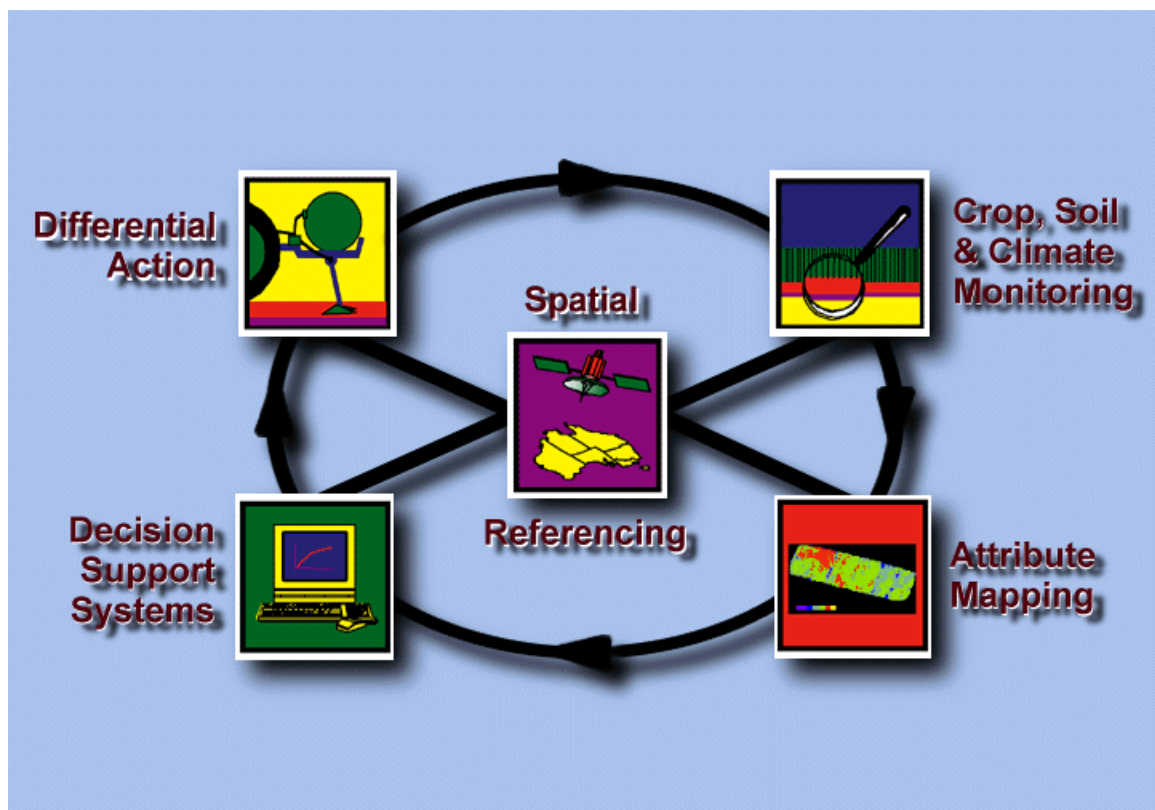 Differential
Action
Spatial
Referencing
Crop, Soil
& Climate
Monitoring
Decision
Support
Systems
Attribute
Mapping